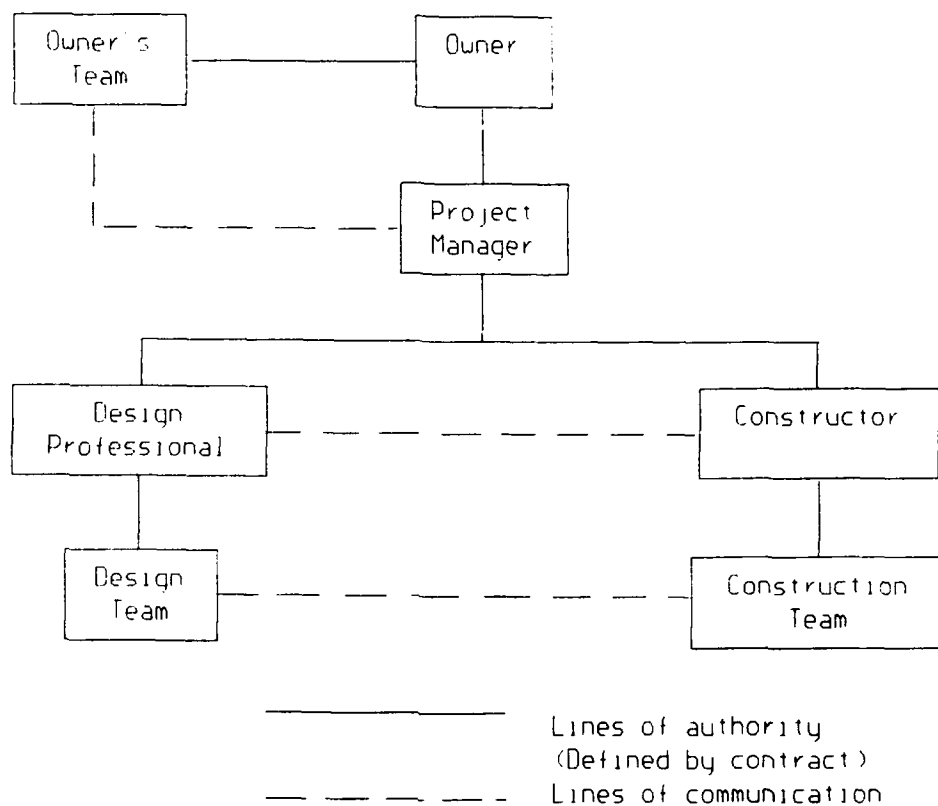 Owner's
Team
Owner
Project
Manager
Design
Professional
Constructor
Design
Team
Construction
Team
Lines of authority
(Defined by contract)
Lines of communication